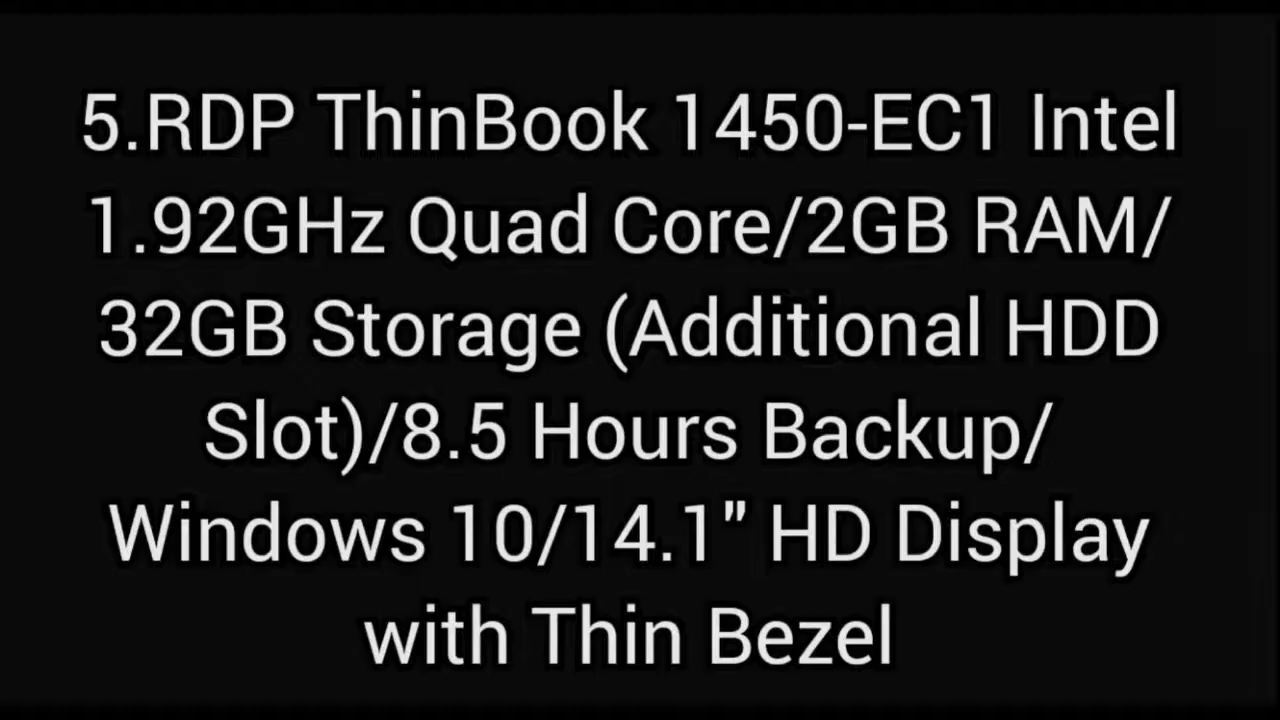 5.RDP ThinBook 1450-EC1 Intel
1.92GHz Quad Core/2GB RAM/
32GB Storage (Additional HDD
Slot)/8.5 Hours Backup/
Windows 10/14.1" HD Display
with Thin Bezel